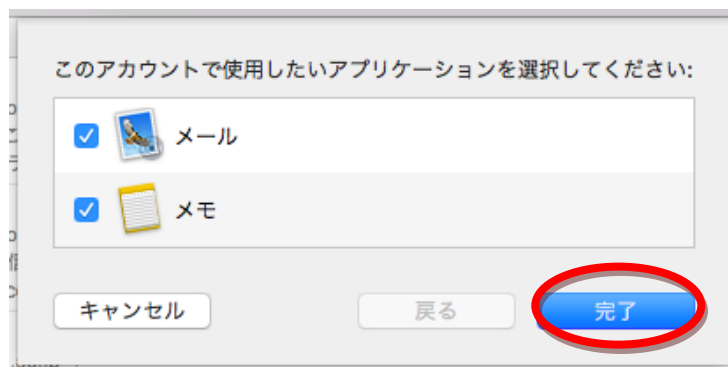 このアカウントで使用したいアプリケーションを選択してください:
メール
メモ
キャンセル 戻る 完了